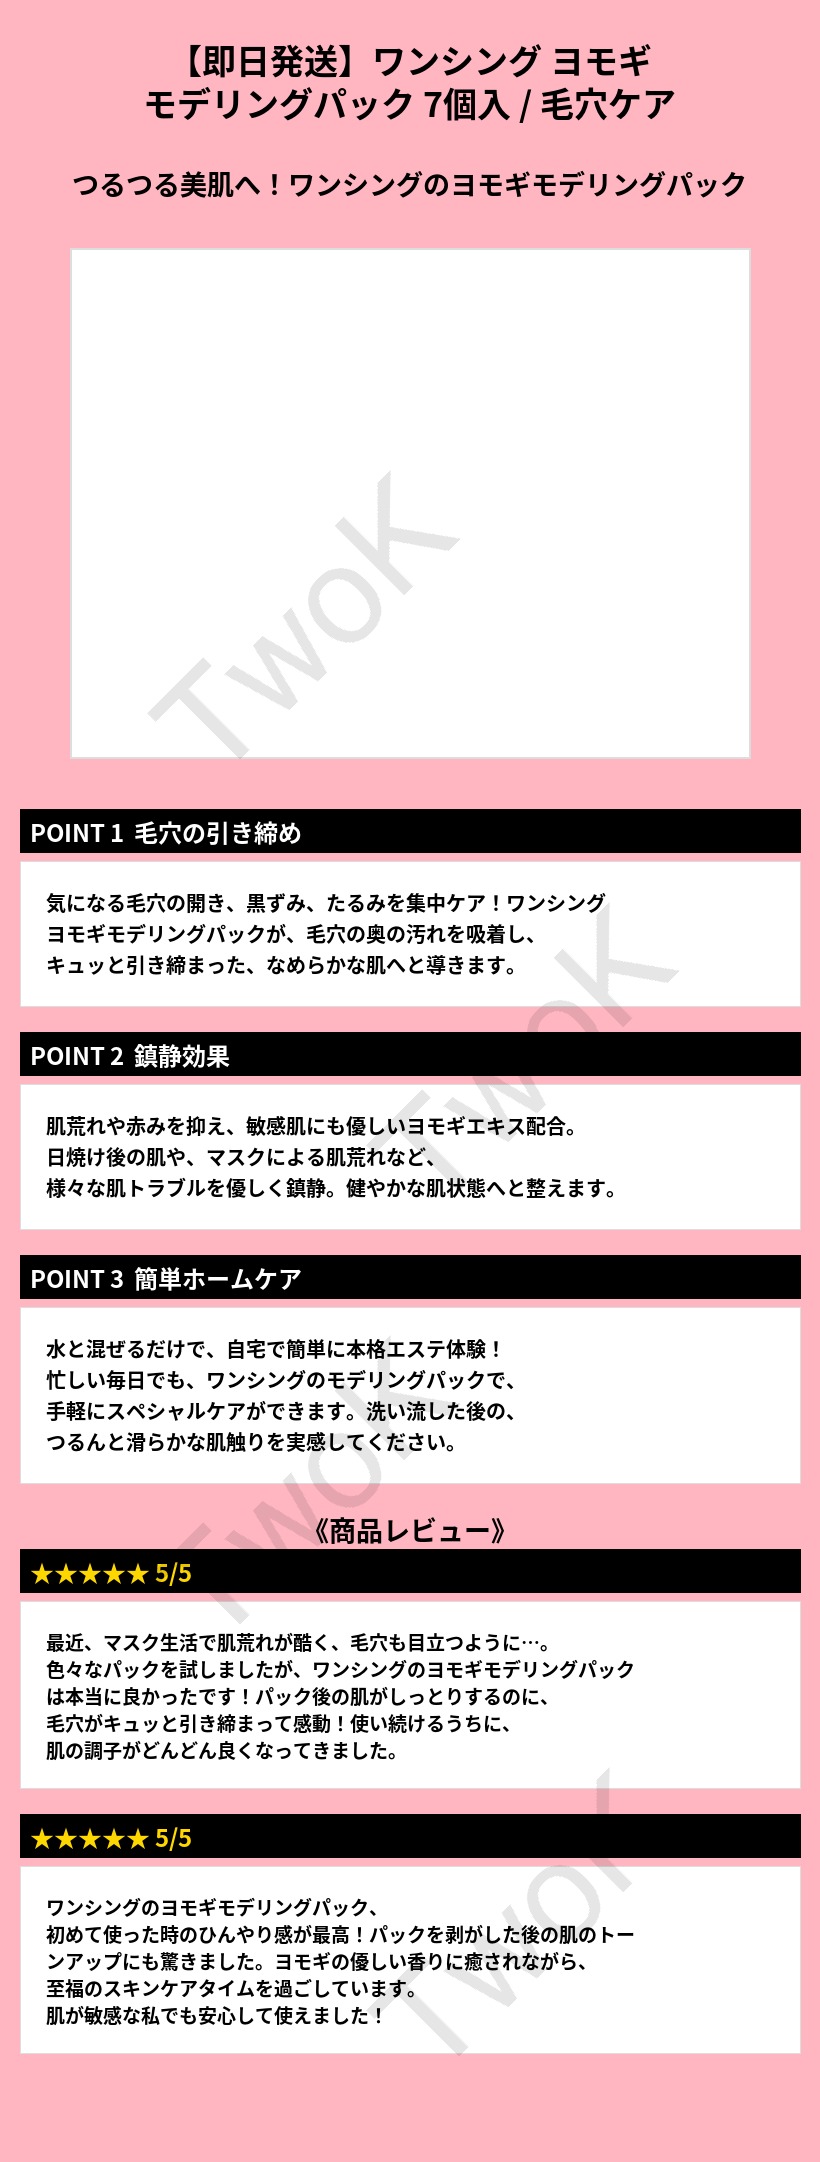 【即日発送】ワンシング ヨモギ
モデリングパック 7個入 / 毛穴ケア
つるつる美肌へ！ワンシングのヨモギモデリングパック
TwoK
POINT 1 毛穴の引き締め
気になる毛穴の開き、黒ずみ、たるみを集中ケア！ワンシング
ヨモギモデリングパックが、毛穴の奥の汚れを吸着し、
キュッと引き締まった、なめらかな肌へと導きます。
TwoK
POINT 2 鎮静効果
肌荒れや赤みを抑え、敏感肌にも優しいヨモギエキス配合。
日焼け後の肌や、マスクによる肌荒れなど、
様々な肌トラブルを優しく鎮静。健やかな肌状態へと整えます。
POINT 3 簡単ホームケア
水と混ぜるだけで、自宅で簡単に本格エステ体験！
忙しい毎日でも、ワンシングのモデリングパックで、
手軽にスペシャルケアができます。洗い流した後の、
つるんと滑らかな肌触りを実感してください。
TwoK
《商品レビュー》
★★★★★ 5/5
最近、マスク生活で肌荒れが酷く、毛穴も目立つように…。
色々なパックを試しましたが、ワンシングのヨモギモデリングパック
は本当に良かったです！パック後の肌がしっとりするのに、
毛穴がキュッと引き締まって感動！使い続けるうちに、
肌の調子がどんどん良くなってきました。
★★★★★ 5/5
ワンシングのヨモギモデリングパック、
初めて使った時のひんやり感が最高！パックを剥がした後の肌のトー
ンアップにも驚きました。ヨモギの優しい香りに癒されながら、
至福のスキンケアタイムを過ごしています。
肌が敏感な私でも安心して使えました！
TwoK